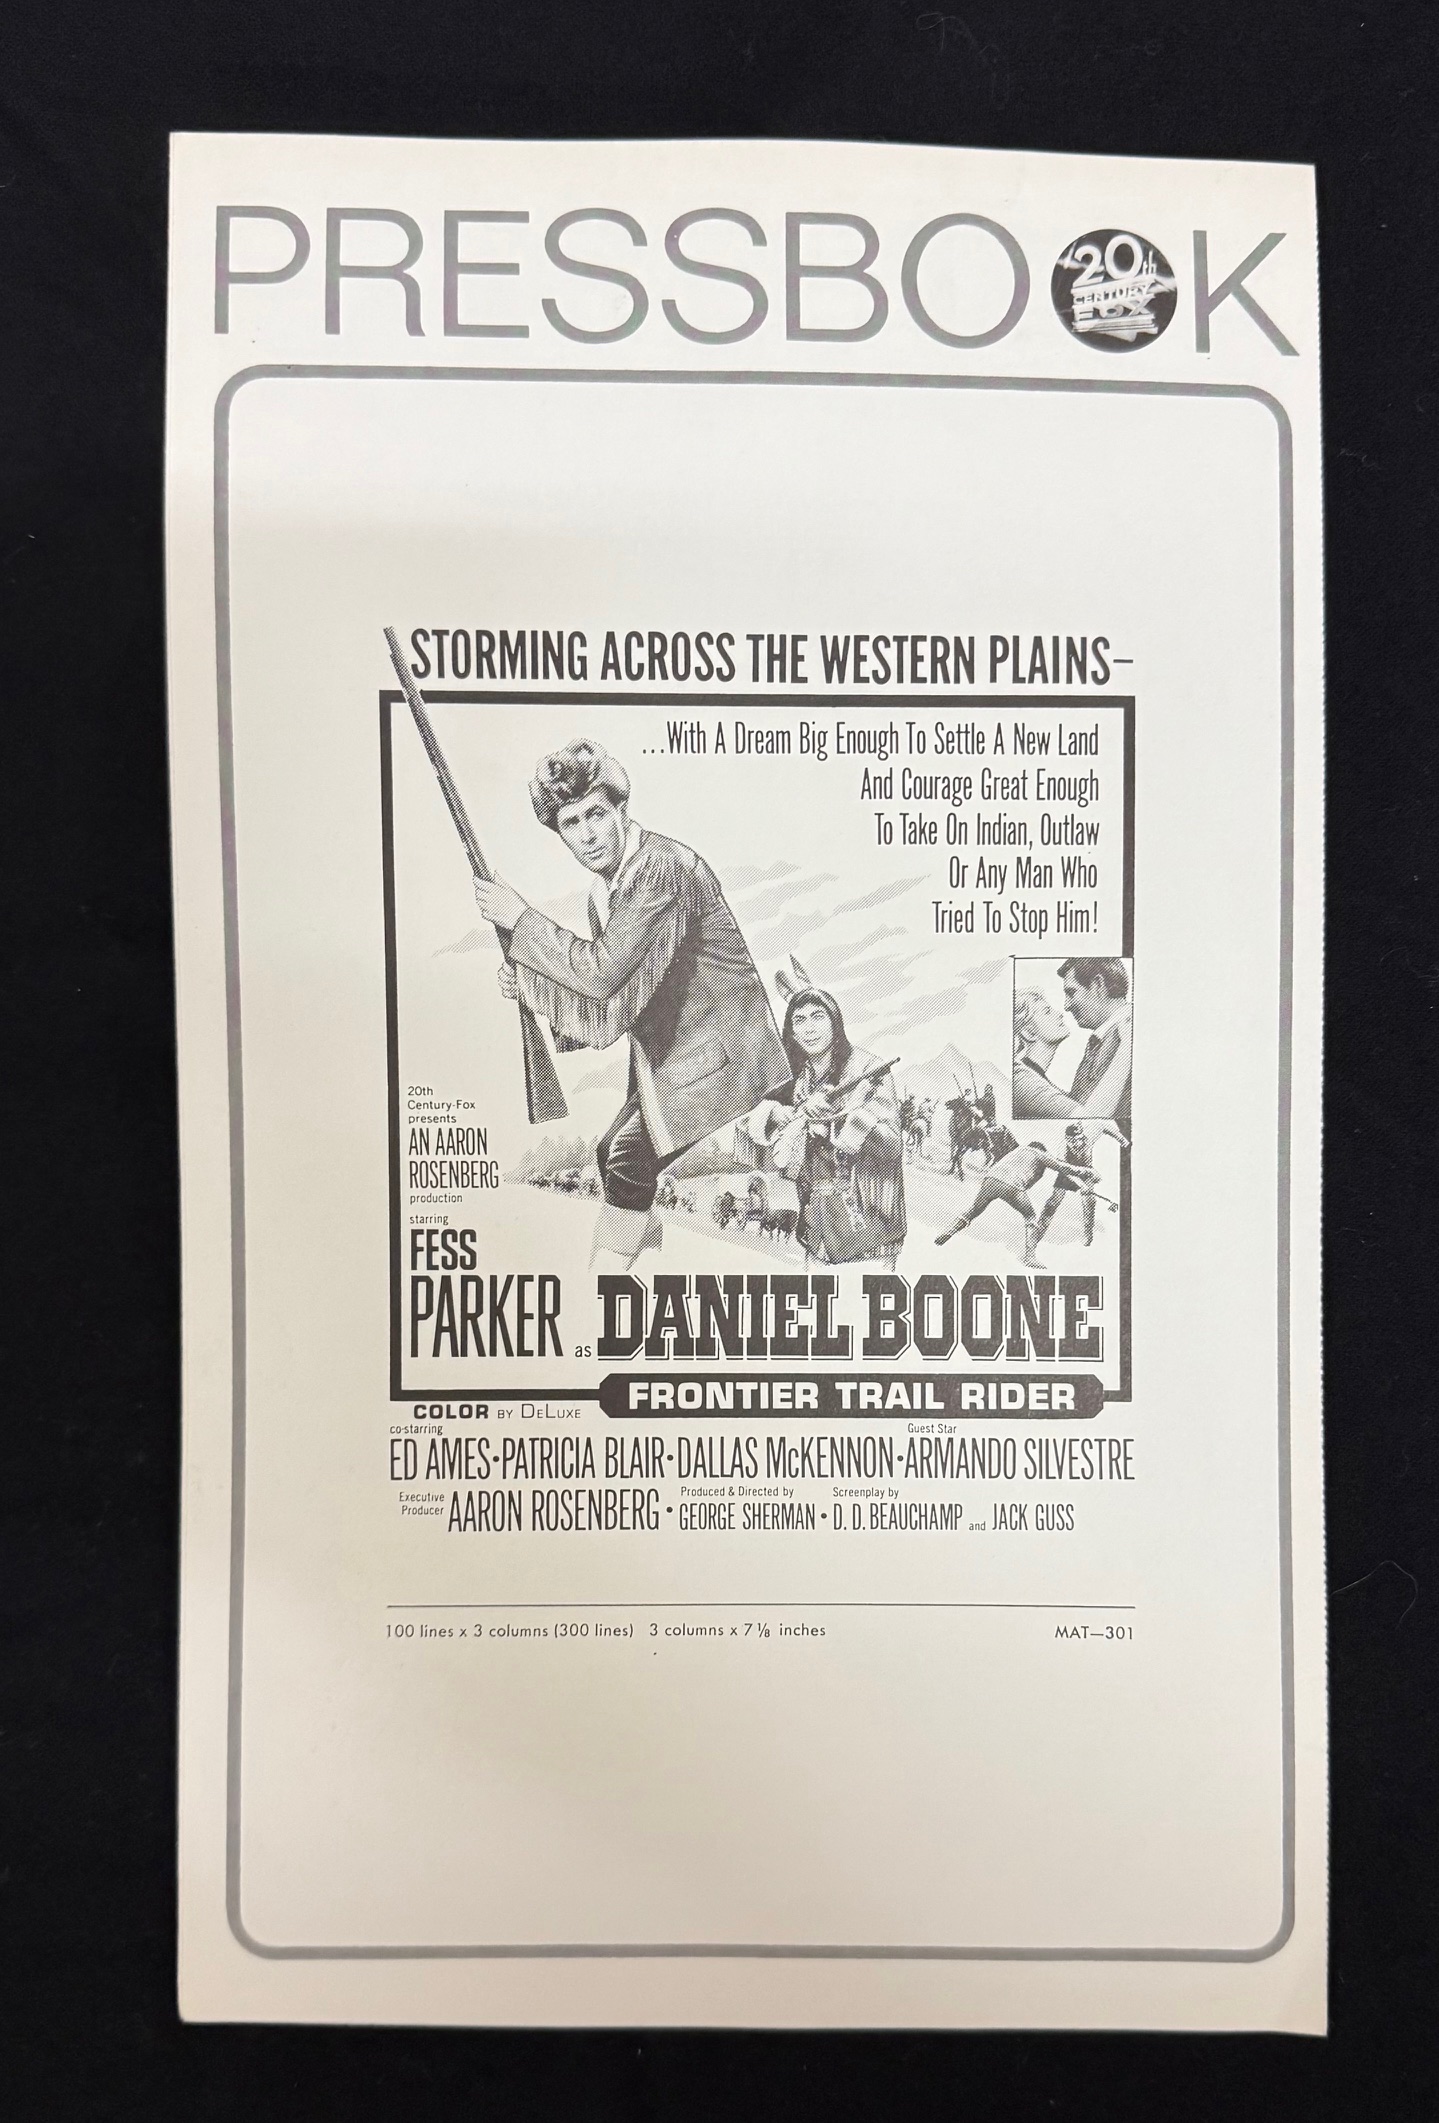 PRESSBOOK
20th
CENTURY
FOX
STORMING ACROSS THE WESTERN PLAINS–
...With A Dream Big Enough To Settle A New Land
And Courage Great Enough
To Take On Indian, Outlaw
Or Any Man Who
Tried To Stop Him!
20th
Century-Fox
presents
AN AARON
ROSENBERG
production
starring
FESS
PARKER as DANIEL BOONE
FRONTIER TRAIL RIDER
COLOR BY DELUXE
co-starring Guest Star
ED AMES•PATRICIA BLAIR•DALLAS McKENNON•ARMANDO SILVESTRE
Executive Producer AARON ROSENBERG • Produced & Directed by GEORGE SHERMAN • Screenplay by D. D. BEAUCHAMP and JACK GUSS
100 lines x 3 columns (300 lines) 3 columns x 7 ⅛ inches MAT—301